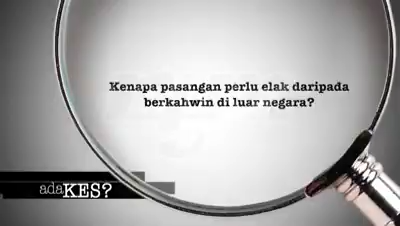 Kenapa pasangan perlu elak daripada
berkahwin di luar negara?
adaKES?